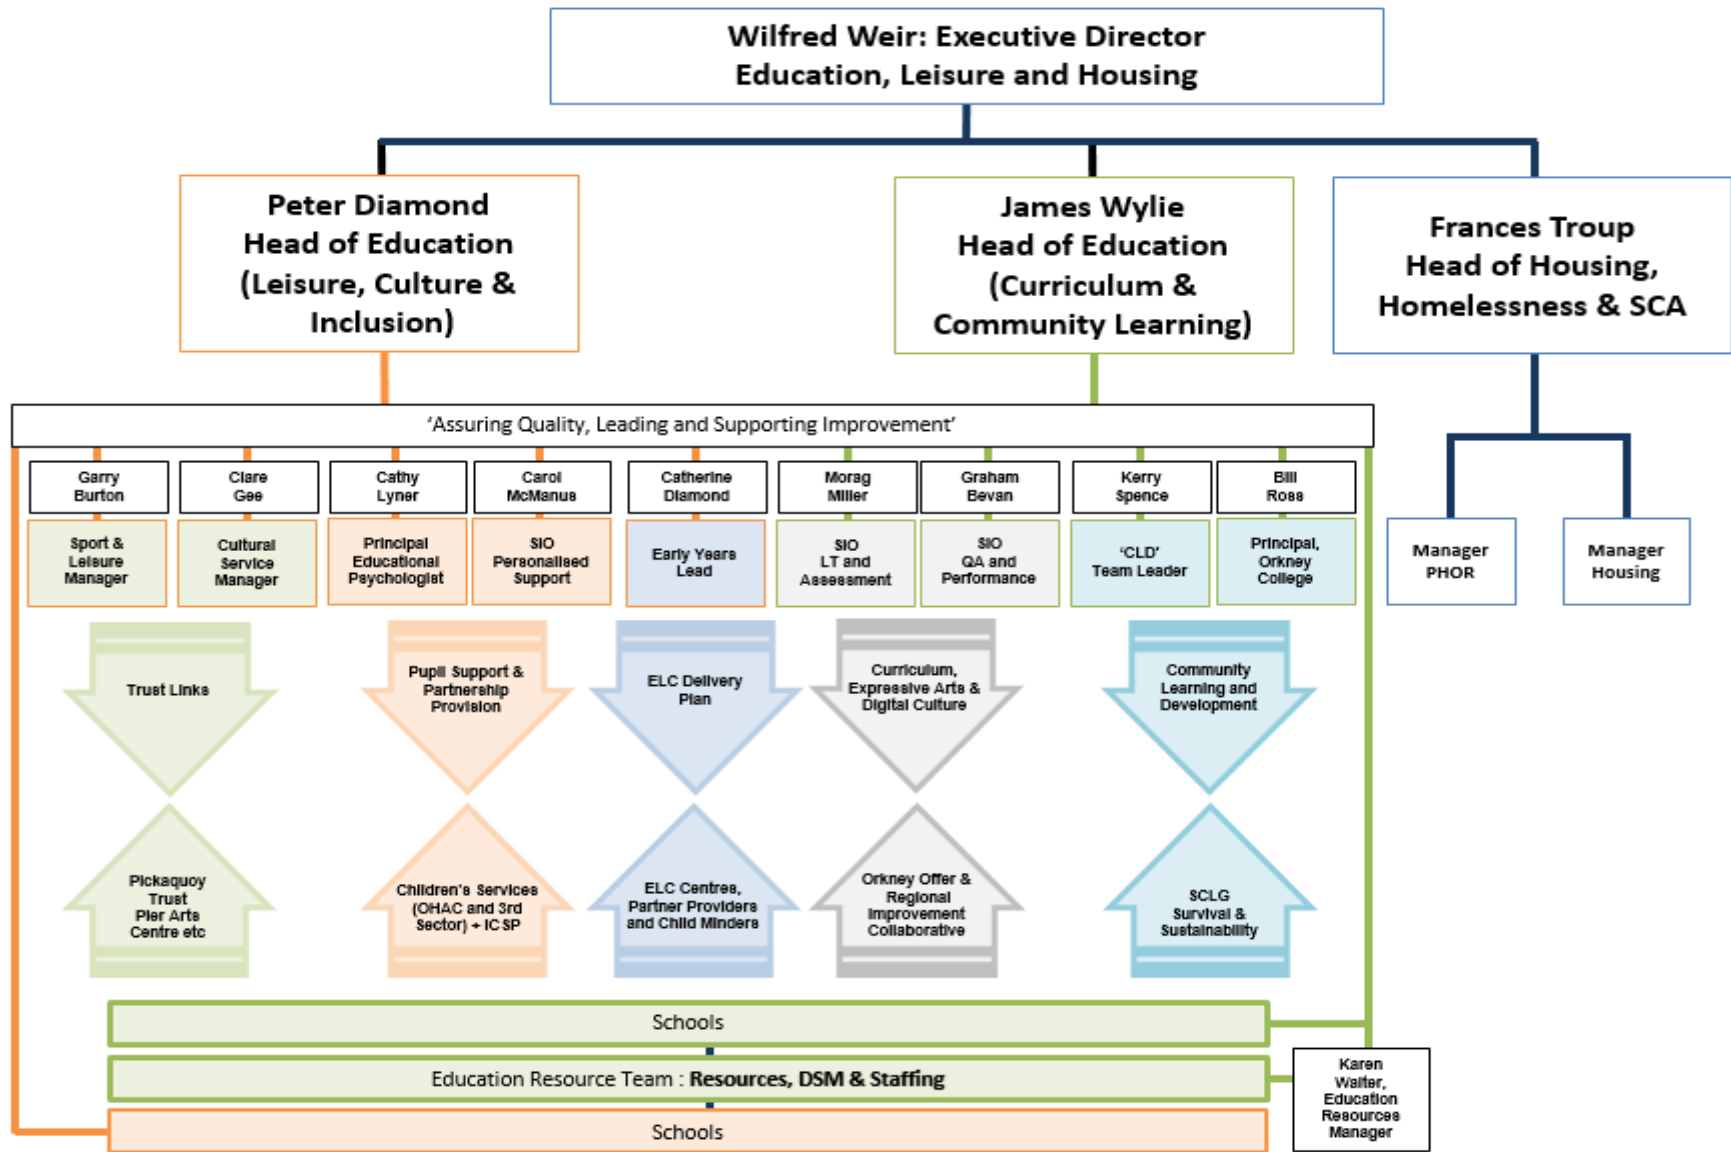 Wilfred Weir: Executive Director
Education, Leisure and Housing
Peter Diamond
Head of Education
(Leisure, Culture &
Inclusion)
James Wylie
Head of Education
(Curriculum &
Community Learning)
Frances Troup
Head of Housing,
Homelessness & SCA
‘Assuring Quality, Leading and Supporting Improvement’
Garry
Burton
Clare
Gee
Cathy
Lyner
Carol
McManus
Catherine
Diamond
Morag
Miller
Graham
Bevan
Kerry
Spence
Bill
Ross
Sport &
Leisure
Manager
Cultural
Service
Manager
Principal
Educational
Psychologist
SIO
Personalised
Support
Early Years
Lead
SIO
LT and
Assessment
SIO
QA and
Performance
‘CLD’
Team Leader
Principal,
Orkney
College
Manager
PHOR
Manager
Housing
Trust Links
Pupil Support &
Partnership
Provision
ELC Delivery
Plan
Curriculum,
Expressive Arts &
Digital Culture
Community
Learning and
Development
Pickaquoy
Trust
Pier Arts
Centre etc
Children's Services
(OHAC and 3rd
Sector) + ICSP
ELC Centres,
Partner Providers
and Child Minders
Orkney Offer &
Regional
Improvement
Collaborative
SCLG
Survival &
Sustainability
Schools
Education Resource Team : Resources, DSM & Staffing
Schools
Karen
Walter,
Education
Resources
Manager